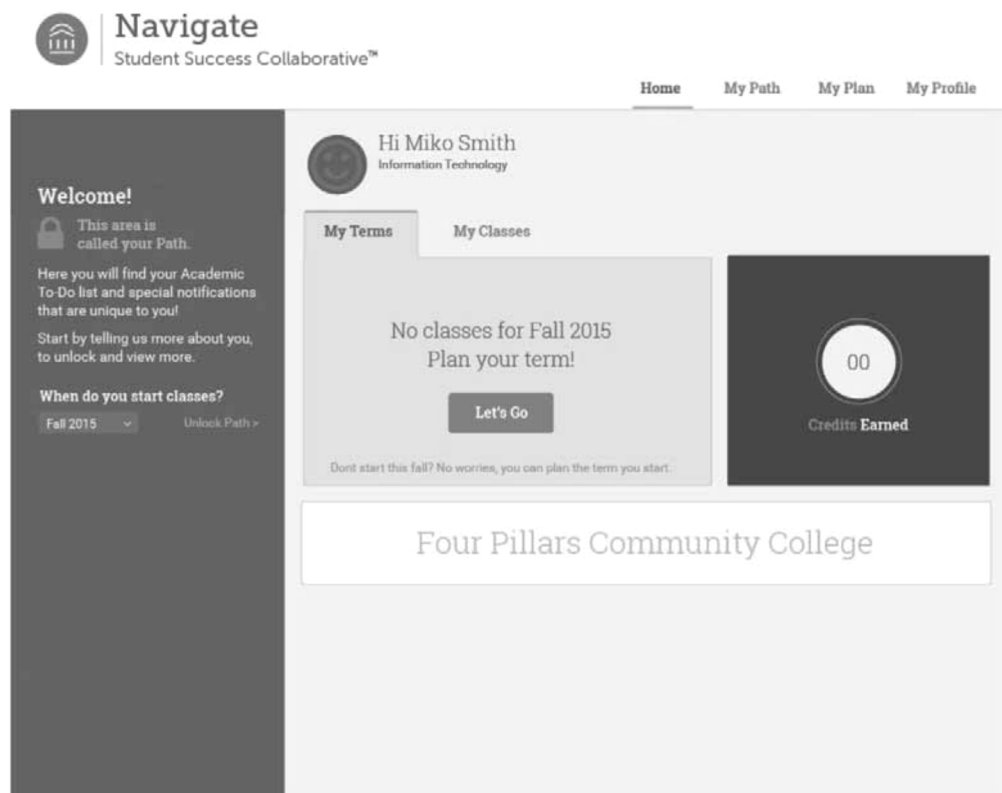 Navigate
Student Success Collaborative™
Home My Path My Plan My Profile
Welcome!
This area is
called your Path.
Here you will find your Academic
To-Do list and special notifications
that are unique to you!
Start by telling us more about you,
to unlock and view more.
When do you start classes?
Fall 2015 Unlock Path >
Hi Miko Smith
Information Technology
My Terms My Classes
No classes for Fall 2015
Plan your term!
Let's Go
Dont start this fall? No worries, you can plan the term you start.
00
Credits Earned
Four Pillars Community College